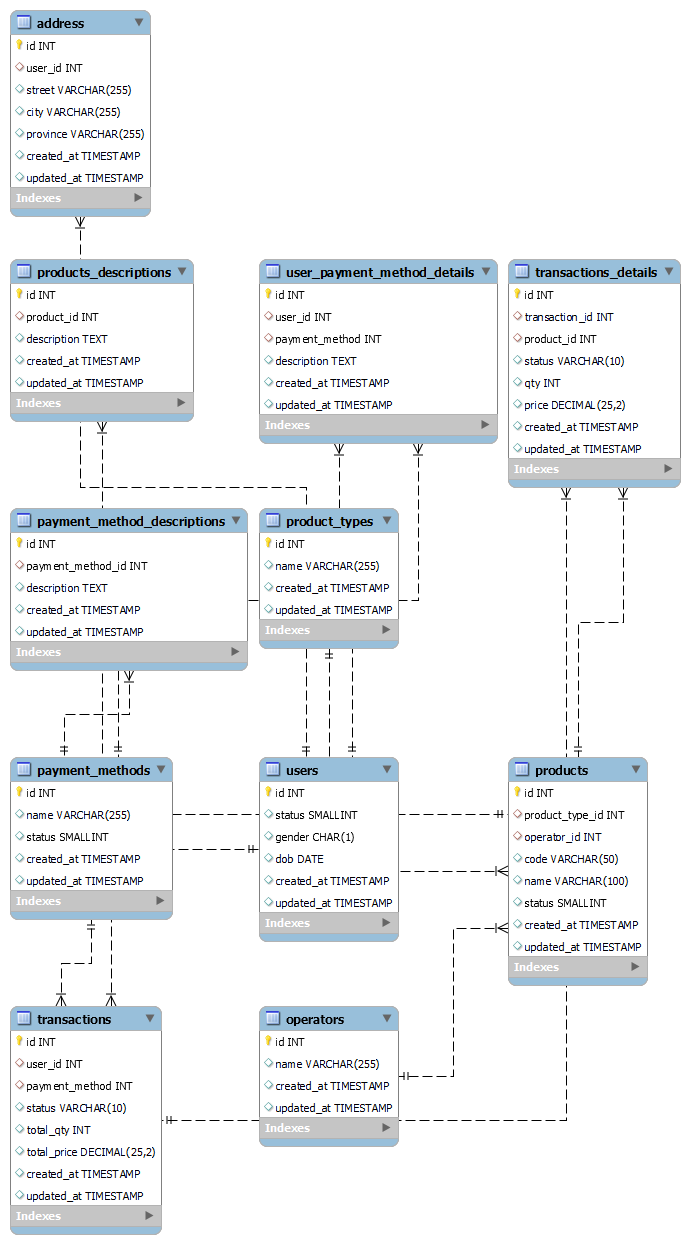 address
id INT
user_id INT
street VARCHAR(255)
city VARCHAR(255)
province VARCHAR(255)
created_at TIMESTAMP
updated_at TIMESTAMP
Indexes
products_descriptions
id INT
product_id INT
description TEXT
created_at TIMESTAMP
updated_at TIMESTAMP
Indexes
user_payment_method_details
id INT
user_id INT
payment_method INT
description TEXT
created_at TIMESTAMP
updated_at TIMESTAMP
Indexes
transactions_details
id INT
transaction_id INT
product_id INT
status VARCHAR(10)
qty INT
price DECIMAL(25,2)
created_at TIMESTAMP
updated_at TIMESTAMP
Indexes
payment_method_descriptions
id INT
payment_method_id INT
description TEXT
created_at TIMESTAMP
updated_at TIMESTAMP
Indexes
product_types
id INT
name VARCHAR(255)
created_at TIMESTAMP
updated_at TIMESTAMP
Indexes
payment_methods
id INT
name VARCHAR(255)
status SMALLINT
created_at TIMESTAMP
updated_at TIMESTAMP
Indexes
users
id INT
status SMALLINT
gender CHAR(1)
dob DATE
created_at TIMESTAMP
updated_at TIMESTAMP
Indexes
products
id INT
product_type_id INT
operator_id INT
code VARCHAR(50)
name VARCHAR(100)
status SMALLINT
created_at TIMESTAMP
updated_at TIMESTAMP
Indexes
transactions
id INT
user_id INT
payment_method INT
status VARCHAR(10)
total_qty INT
total_price DECIMAL(25,2)
created_at TIMESTAMP
updated_at TIMESTAMP
Indexes
operators
id INT
name VARCHAR(255)
created_at TIMESTAMP
updated_at TIMESTAMP
Indexes